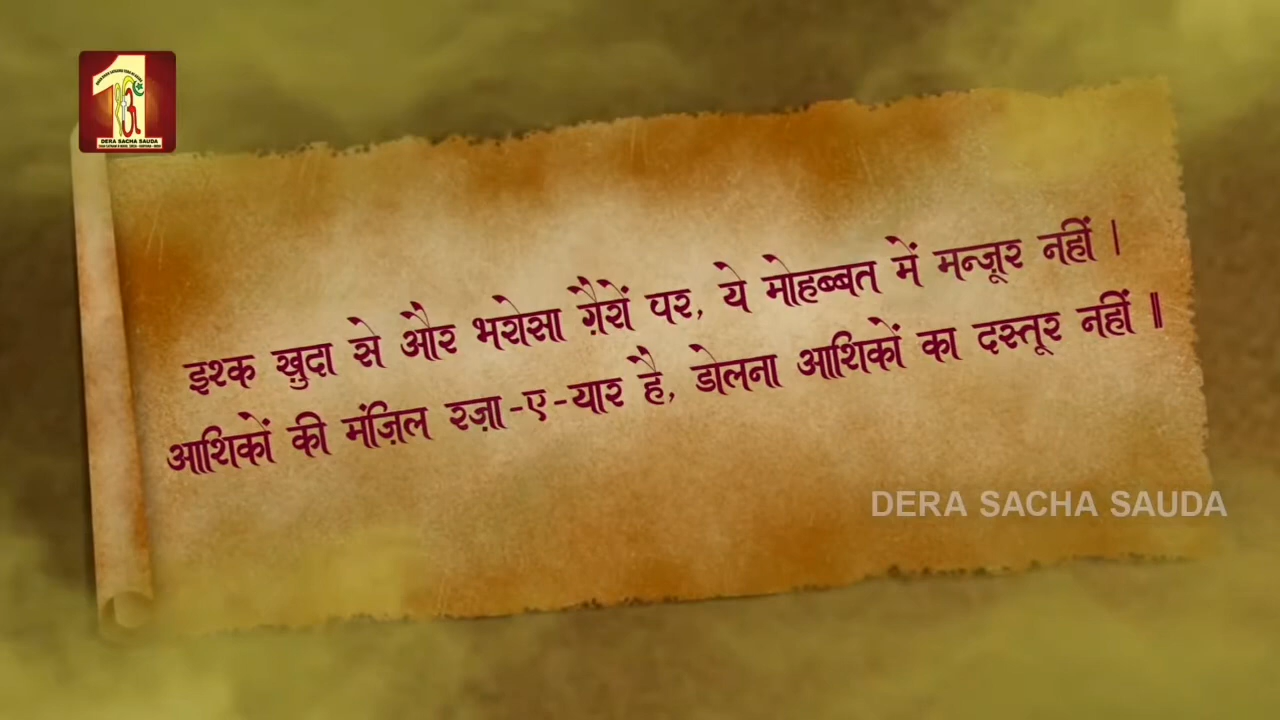 DERA SACHA SAUDA
इश्क ख़ुदा से और भरोसा ग़ैरों पर, ये मोहब्बत में मन्ज़ूर नहीं ।
आशिकों की मंज़िल रज़ा-ए-यार है, डोलना आशिकों का दस्तूर नहीं ॥
DERA SACHA SAUDA